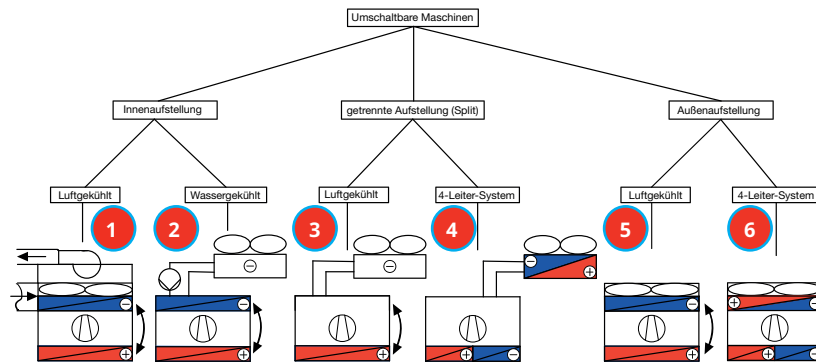 Umschaltbare Maschinen
Innenaufstellung
getrennte Aufstellung (Split)
Außenaufstellung
Luftgekühlt
Wassergekühlt
Luftgekühlt
4-Leiter-System
Luftgekühlt
4-Leiter-System
1
2
3
4
5
6